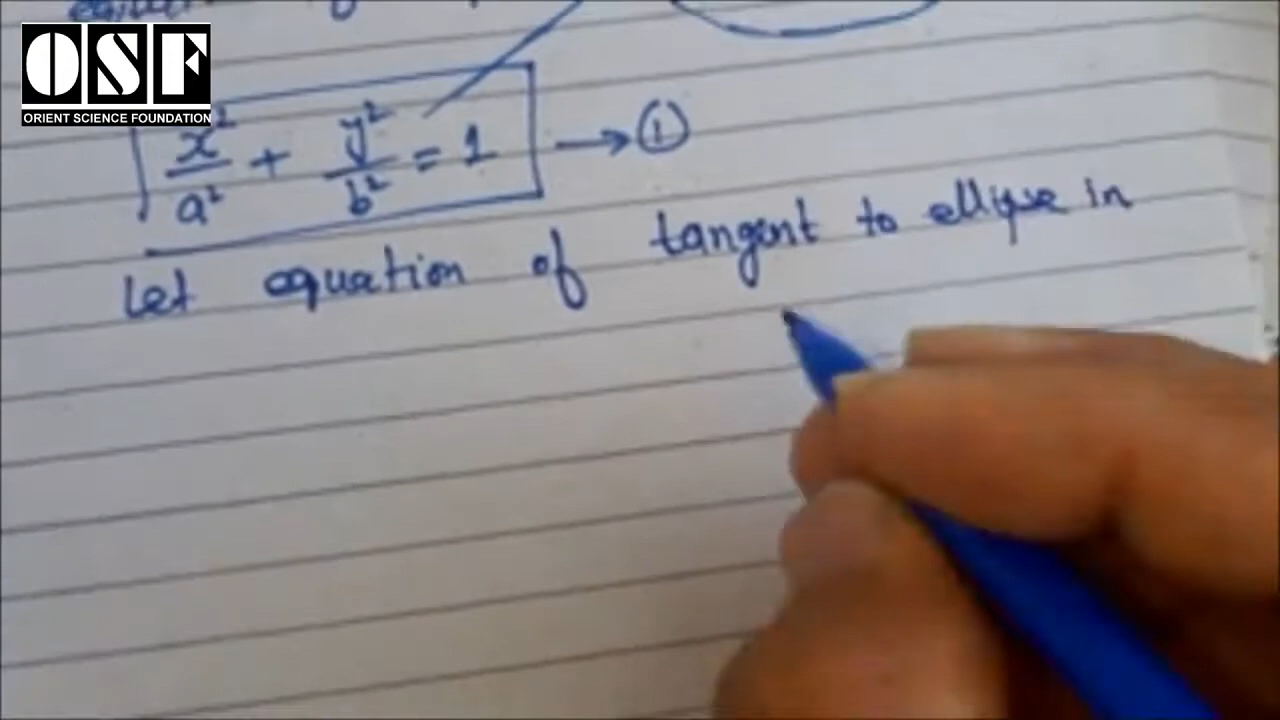 OSF
ORIENT SCIENCE FOUNDATION
x²/a² + y²/b² = 1 → ①
Let equation of tangent to ellipse in